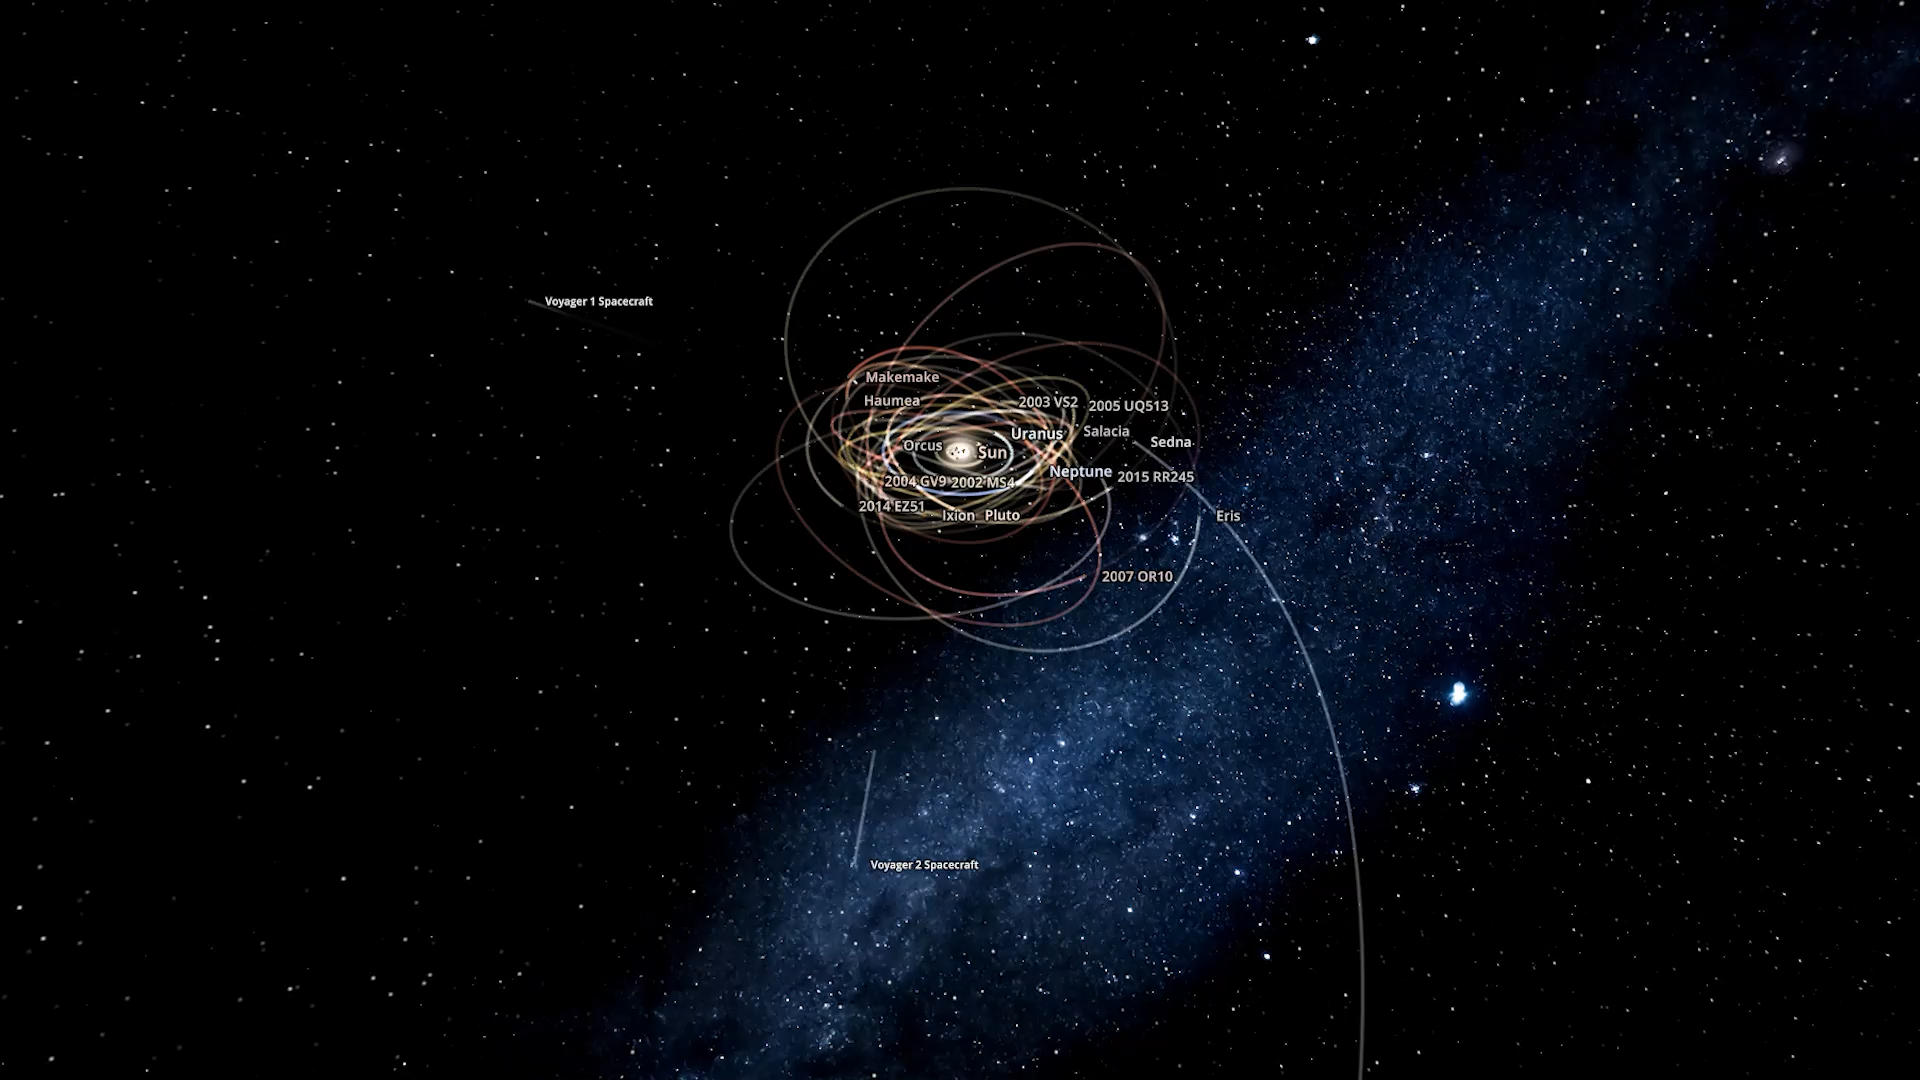 Voyager 1 Spacecraft
Makemake
Haumea
2003 VS2
2005 UQ513
Salacia
Uranus
Sedna
Orcus
Sun
Neptune
2015 RR245
2004 GV9
2002 MS4
2014 EZ51
Ixion
Pluto
Eris
2007 OR10
Voyager 2 Spacecraft